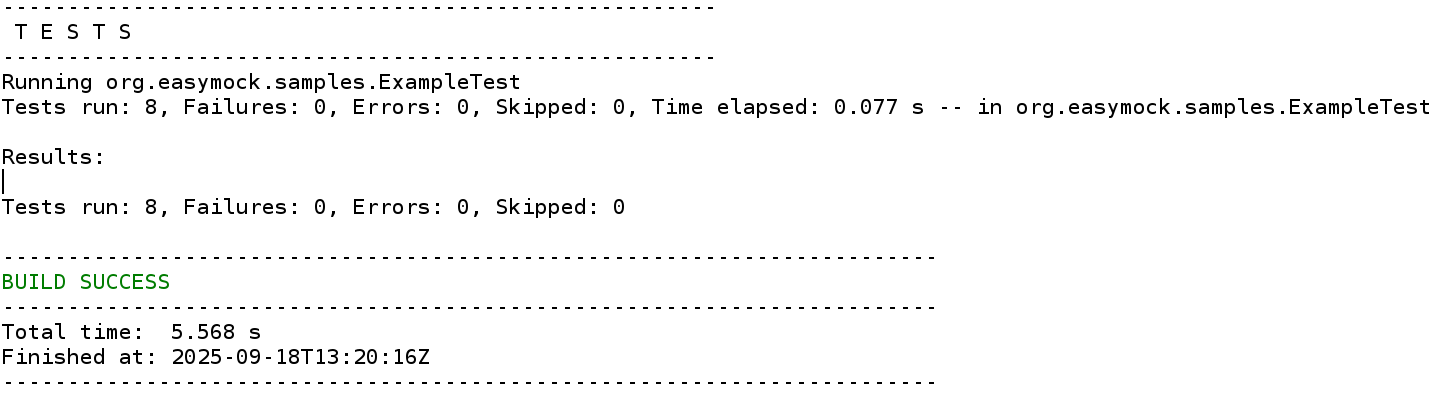 -------------------------------------------------------
 T E S T S
-------------------------------------------------------
Running org.easymock.samples.ExampleTest
Tests run: 8, Failures: 0, Errors: 0, Skipped: 0, Time elapsed: 0.077 s -- in org.easymock.samples.ExampleTest

Results:

Tests run: 8, Failures: 0, Errors: 0, Skipped: 0

------------------------------------------------------------------------
BUILD SUCCESS
------------------------------------------------------------------------
Total time:  5.568 s
Finished at: 2025-09-18T13:20:16Z
------------------------------------------------------------------------